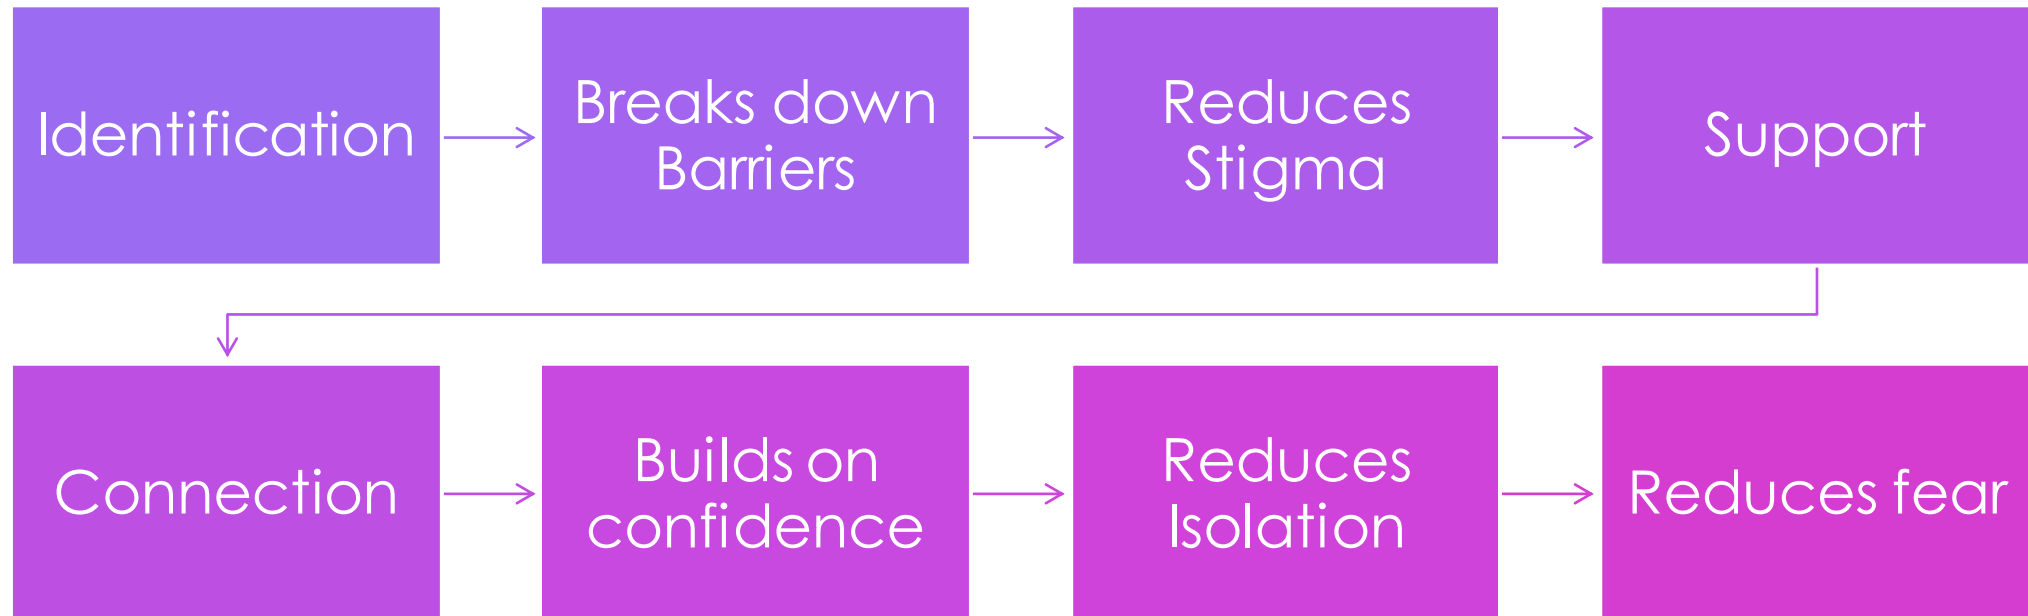 Identification
Breaks down
Barriers
Reduces
Stigma
Support
Connection
Builds on
confidence
Reduces
Isolation
Reduces fear